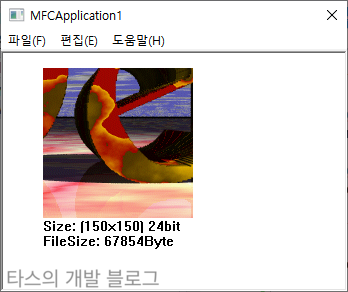 MFCApplication1
파일(F) 편집(E) 도움말(H)
Size: (150x150) 24bit
FileSize: 67854Byte
타스의 개발 블로그